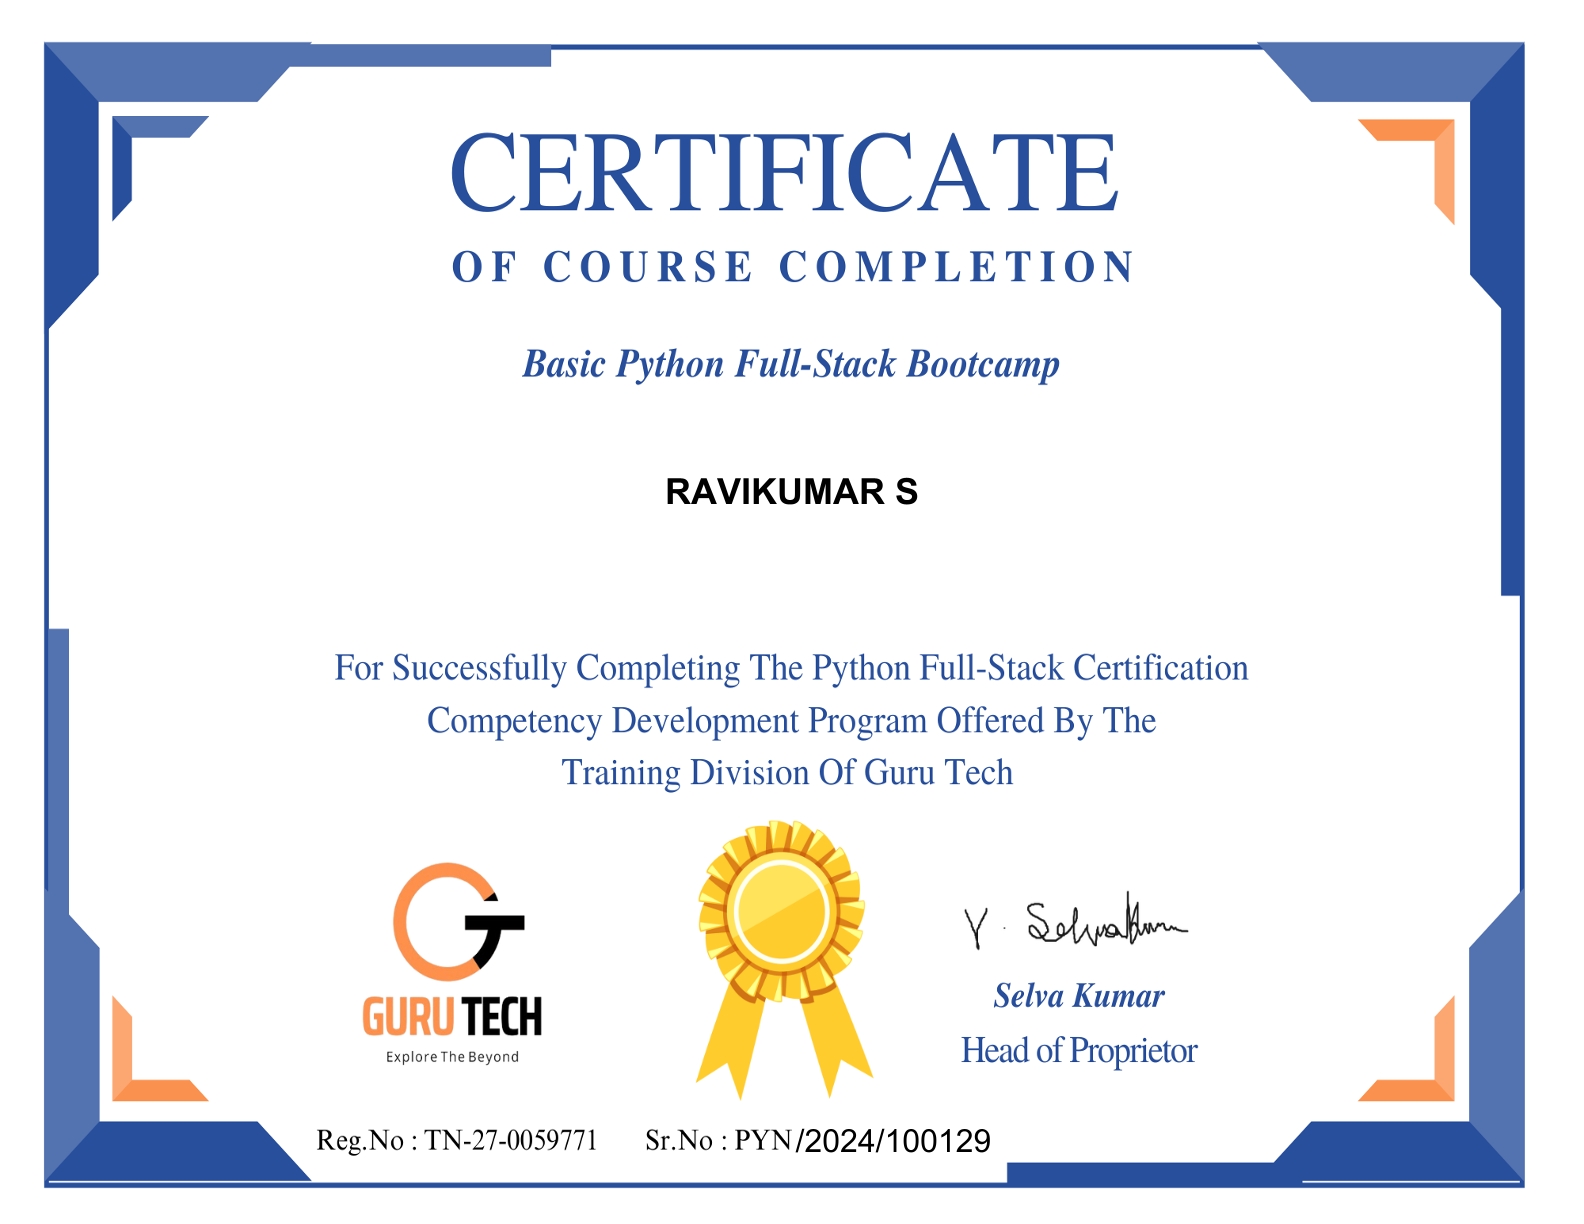 CERTIFICATE
OF COURSE COMPLETION
Basic Python Full-Stack Bootcamp
RAVIKUMAR S
For Successfully Completing The Python Full-Stack Certification
Competency Development Program Offered By The
Training Division Of Guru Tech
GT
GURU TECH
Explore The Beyond
Y. Selvakumar
Selva Kumar
Head of Proprietor
Reg.No : TN-27-0059771 Sr.No : PYN/2024/100129